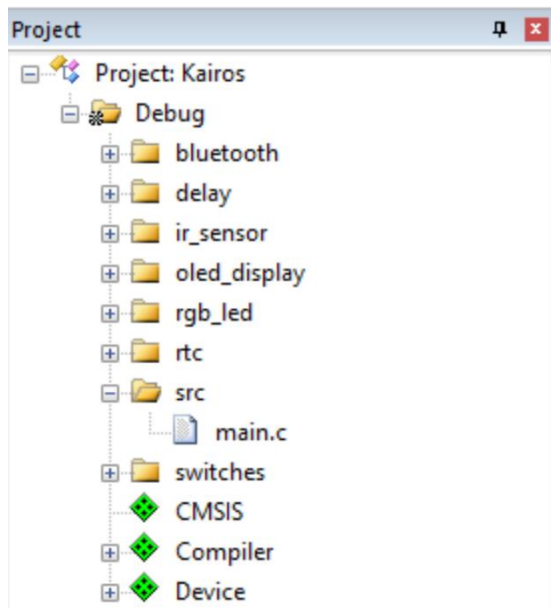 Project
Project: Kairos
Debug
bluetooth
delay
ir_sensor
oled_display
rgb_led
rtc
src
main.c
switches
CMSIS
Compiler
Device